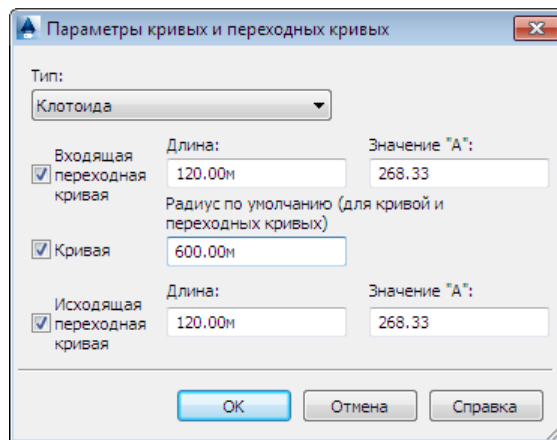 Параметры кривых и переходных кривых
Тип:
Клотоида
Входящая
переходная
кривая
Длина:
120.00м
Значение "A":
268.33
Радиус по умолчанию (для кривой и
переходных кривых)
Кривая
600.00м
Исходящая
переходная
кривая
Длина:
120.00м
Значение "A":
268.33
OK
Отмена
Справка